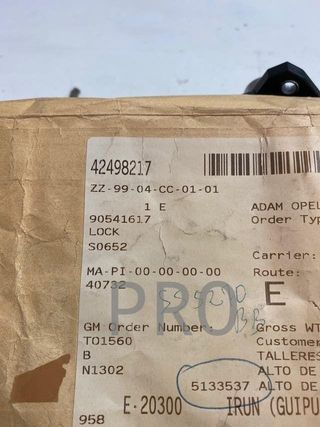 42498217
ZZ-99-04-CC-01-01
1 E ADAM OPEL
90541617 Order Typ
LOCK
S0652
Carrier:
MA-PI-00-00-00-00 Route:
40732 E
PRO
GM Order Number: Gross WT
TO1560 Customer
B TALLERES
N1302 ALTO DE
5133537 ALTO DE
E-20300 IRUN (GUIPU
958